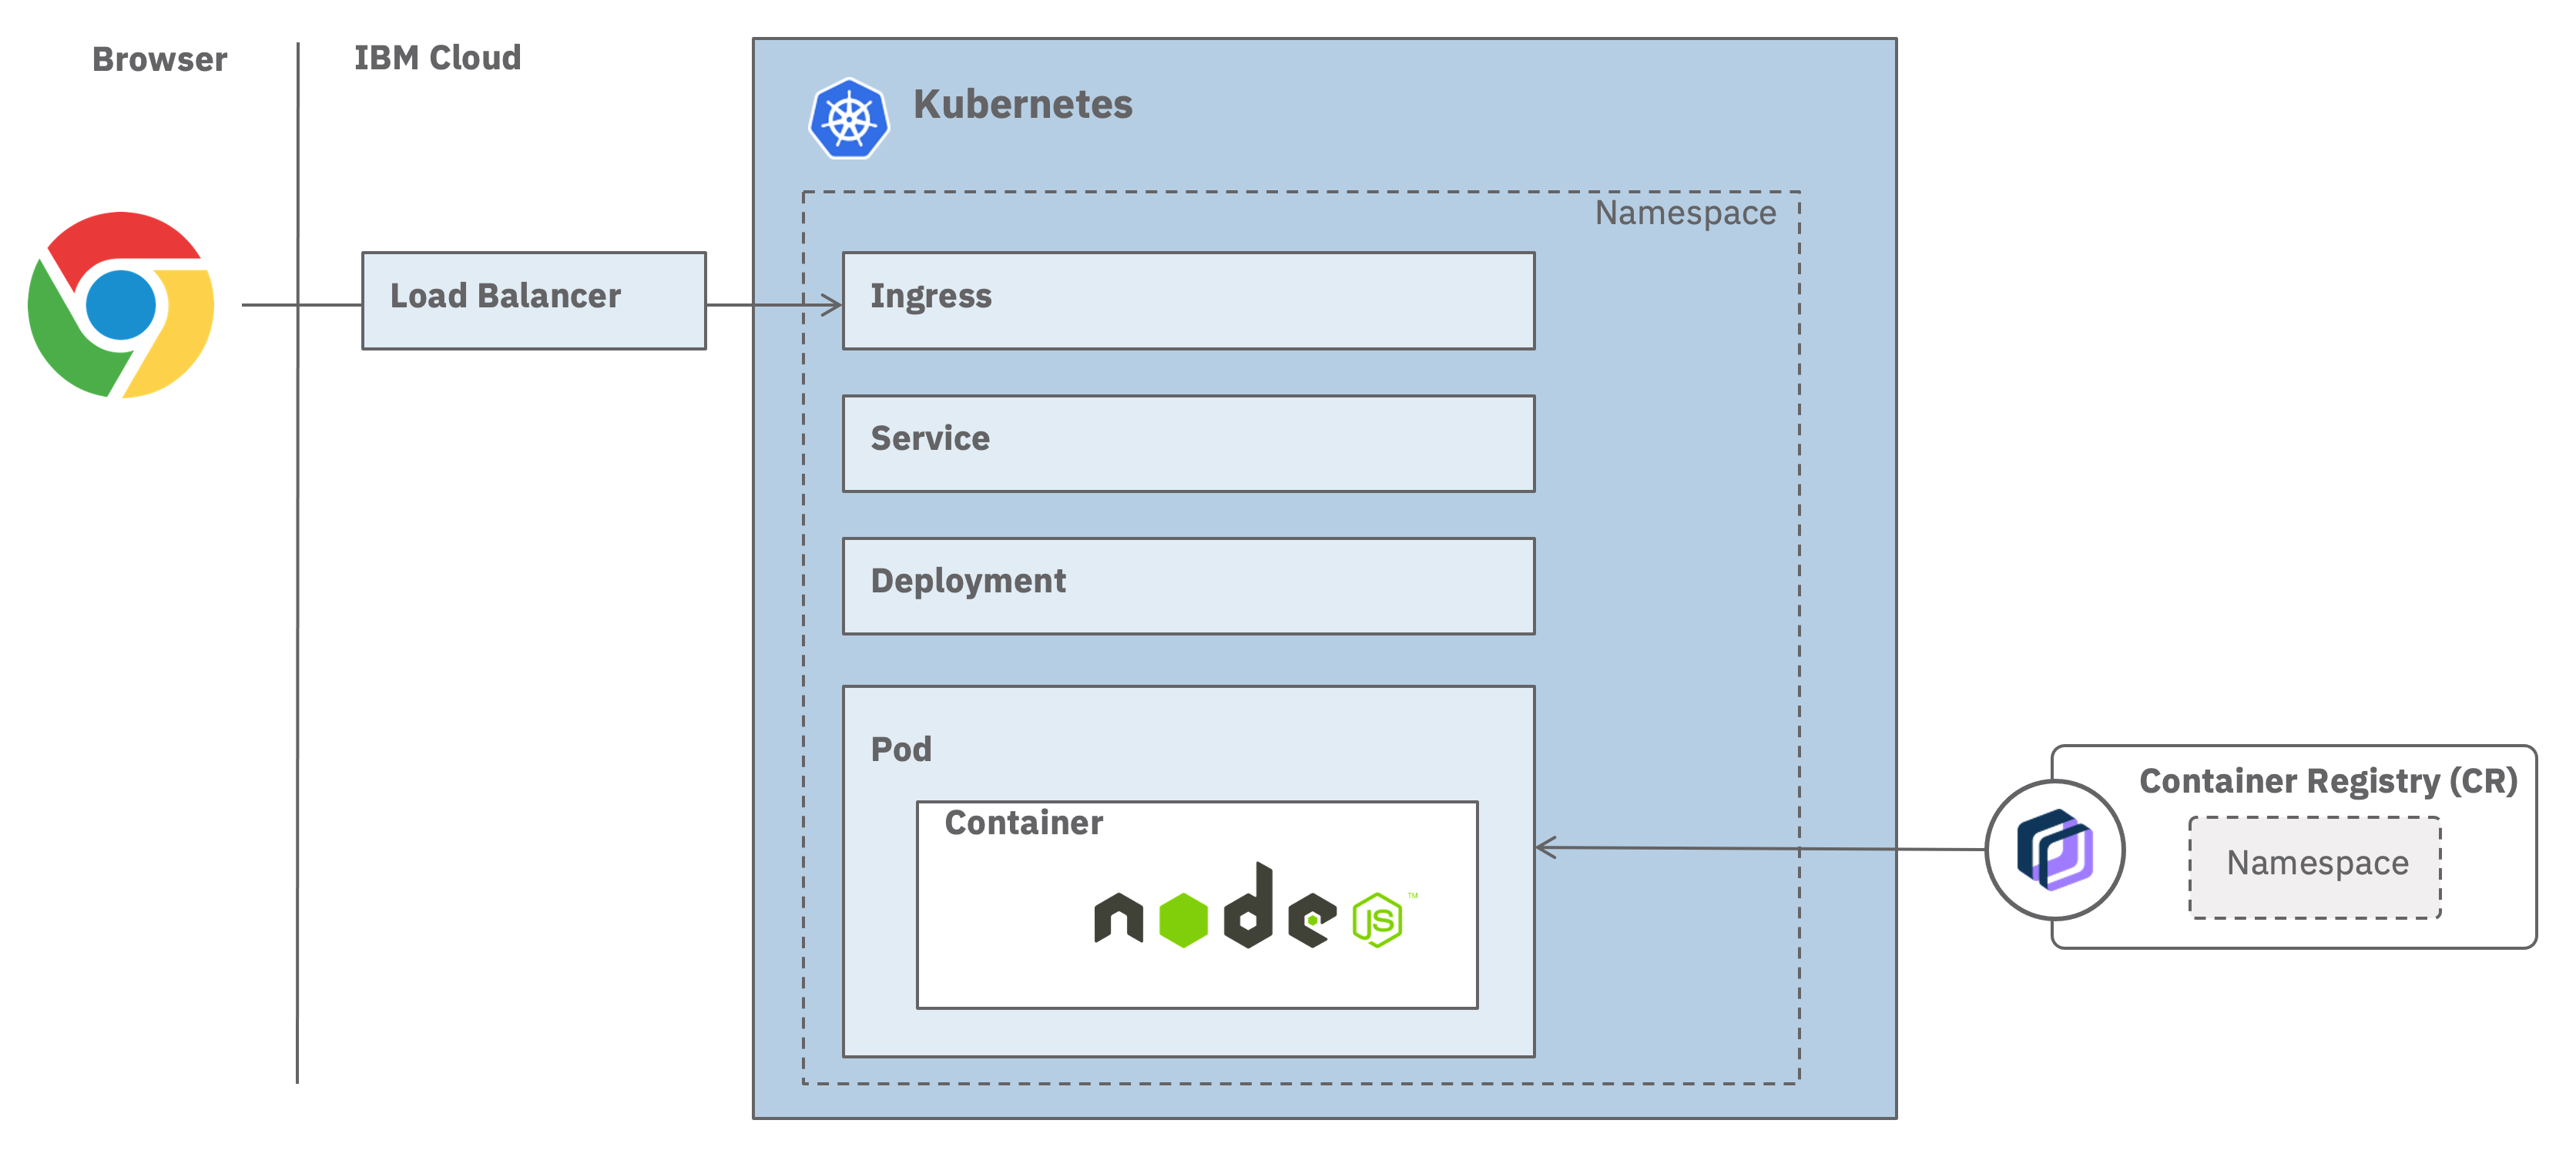 Browser
IBM Cloud
Kubernetes
Namespace
Load Balancer
Ingress
Service
Deployment
Pod
Container
node JS ™
Container Registry (CR)
Namespace